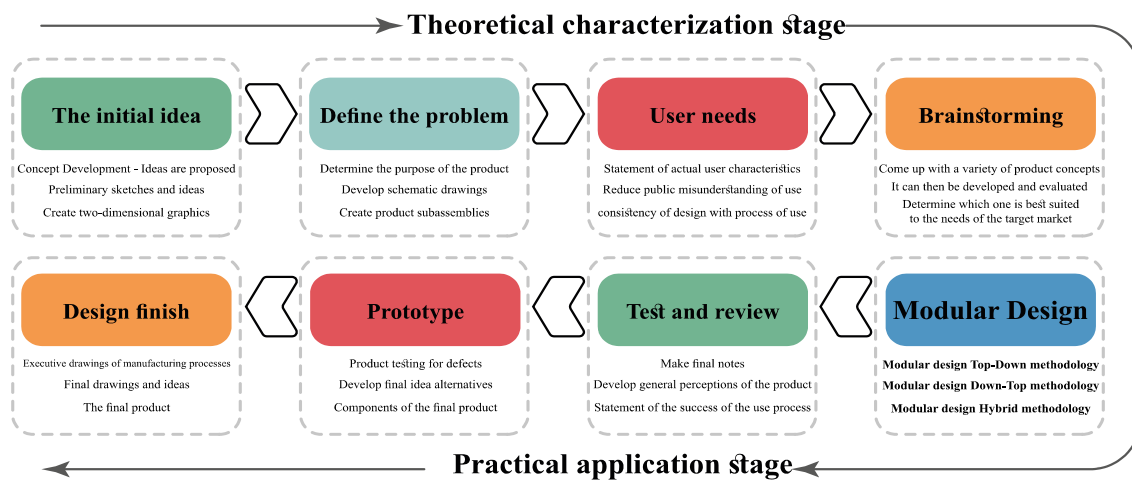 Theoretical characterization stage
The initial idea
Concept Development - Ideas are proposed
Preliminary sketches and ideas
Create two-dimensional graphics
Define the problem
Determine the purpose of the product
Develop schematic drawings
Create product subassemblies
User needs
Statement of actual user characteristics
Reduce public misunderstanding of use
consistency of design with process of use
Brainstorming
Come up with a variety of product concepts
It can then be developed and evaluated
Determine which one is best suited
to the needs of the target market
Modular Design
Modular design Top-Down methodology
Modular design Down-Top methodology
Modular design Hybrid methodology
Test and review
Make final notes
Develop general perceptions of the product
Statement of the success of the use process
Prototype
Product testing for defects
Develop final idea alternatives
Components of the final product
Design finish
Executive drawings of manufacturing processes
Final drawings and ideas
The final product
Practical application stage